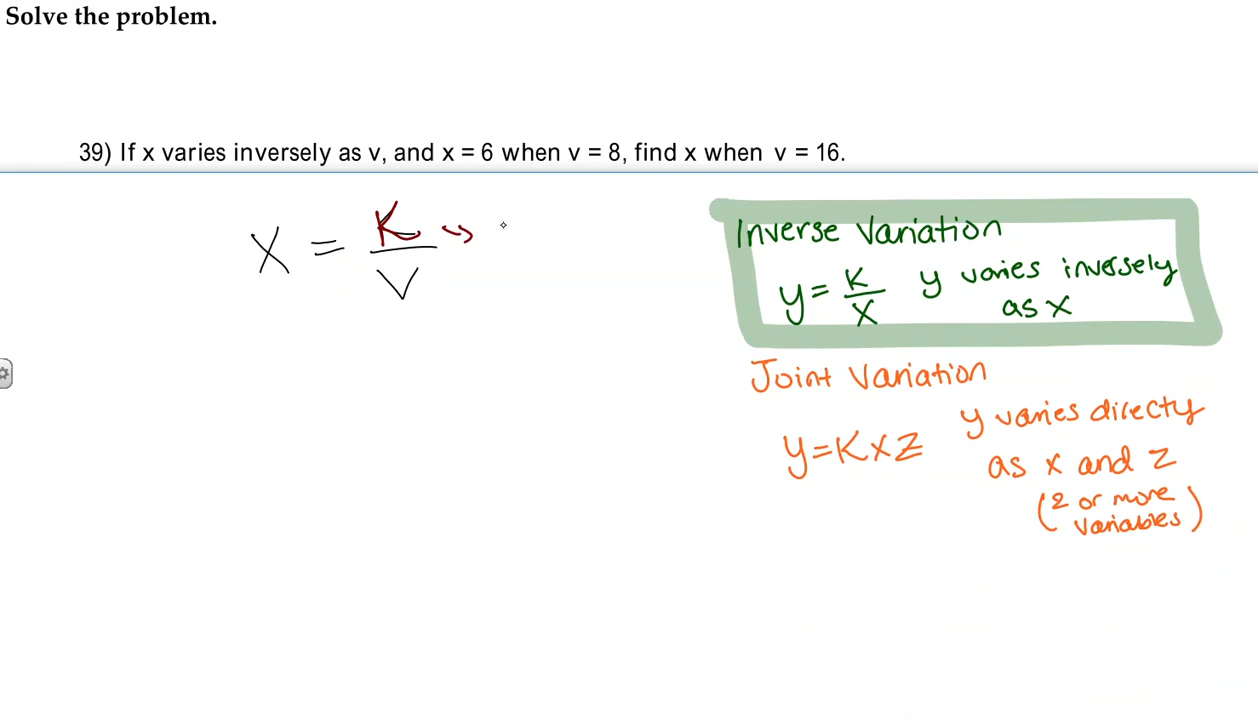 Solve the problem.
39) If x varies inversely as v, and x = 6 when v = 8, find x when v = 16.
X = K/V
Inverse Variation
y = K/X y varies inversely
as X
Joint Variation
y varies directy
y=KXZ
as x and z
(2 or more
variables)